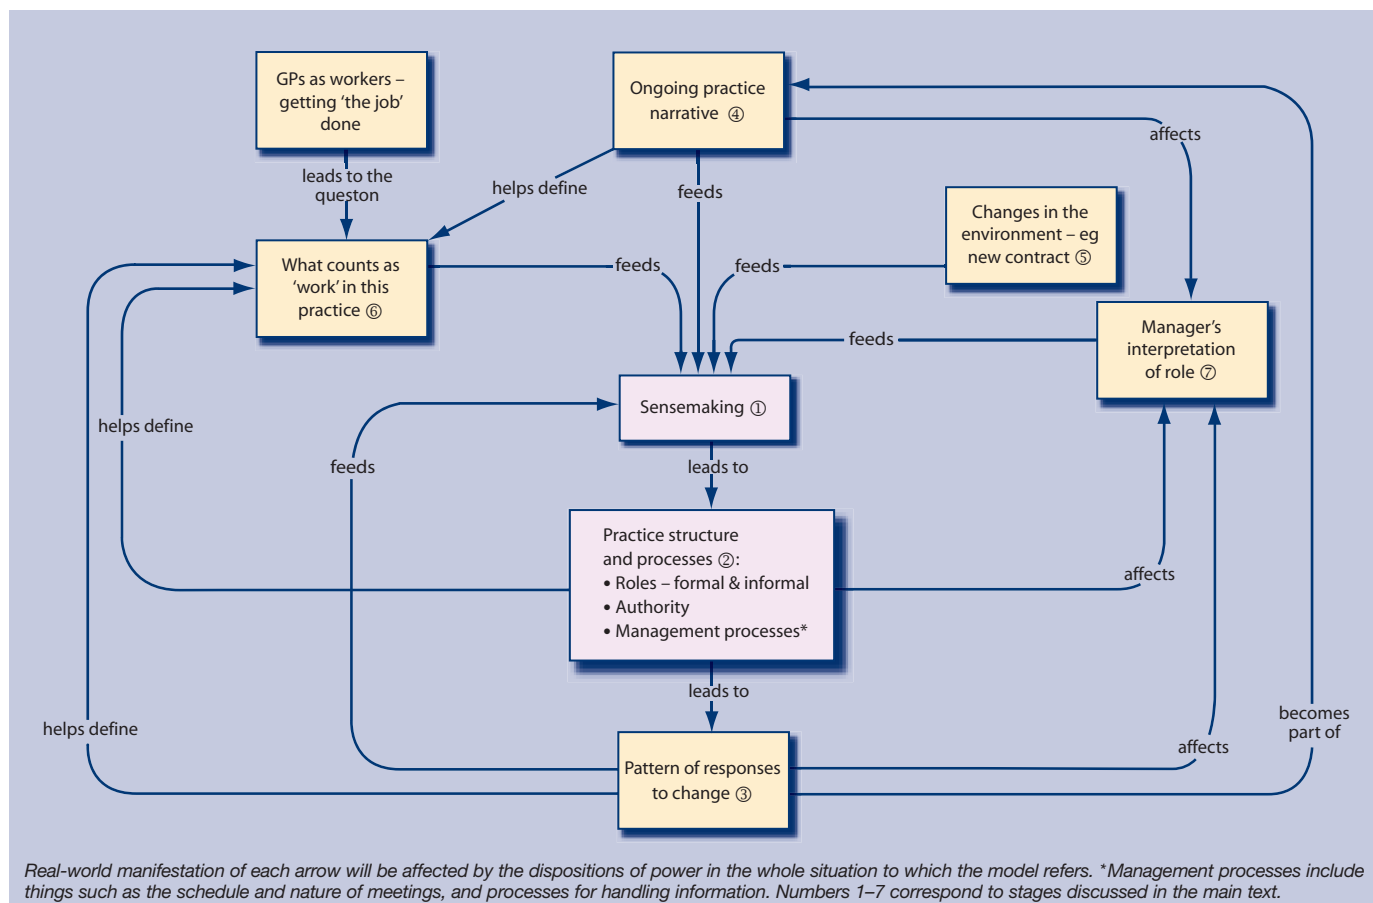 GPs as workers –
getting ‘the job’
done
Ongoing practice
narrative ④
affects
leads to the
queston
helps define
feeds
Changes in the
environment – eg
new contract ⑤
What counts as
‘work’ in this
practice ⑥
feeds
feeds
Manager’s
interpretation
of role ⑦
feeds
Sensemaking ①
helps define
feeds
leads to
Practice structure
and processes ②:
• Roles – formal & informal
• Authority
• Management processes*
affects
leads to
helps define
becomes
part of
affects
Pattern of responses
to change ③
Real-world manifestation of each arrow will be affected by the dispositions of power in the whole situation to which the model refers. *Management processes include
things such as the schedule and nature of meetings, and processes for handling information. Numbers 1–7 correspond to stages discussed in the main text.